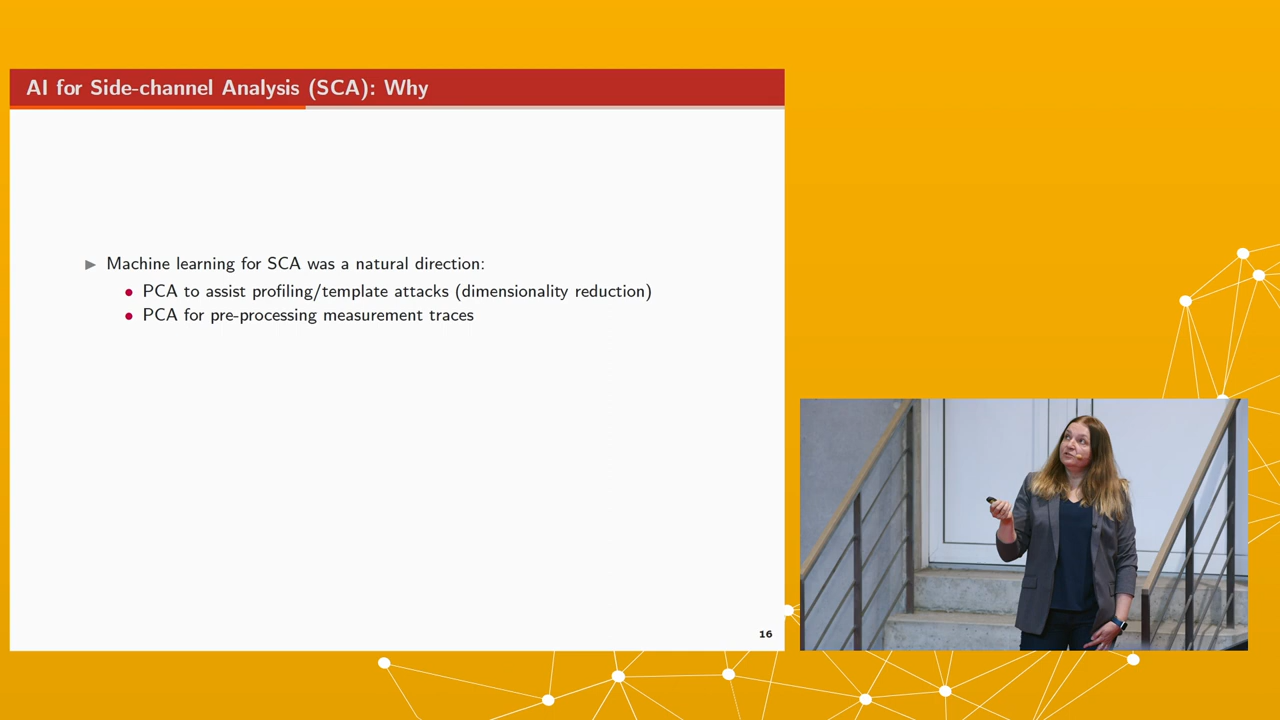 AI for Side-channel Analysis (SCA): Why
▶ Machine learning for SCA was a natural direction:
• PCA to assist profiling/template attacks (dimensionality reduction)
• PCA for pre-processing measurement traces
16